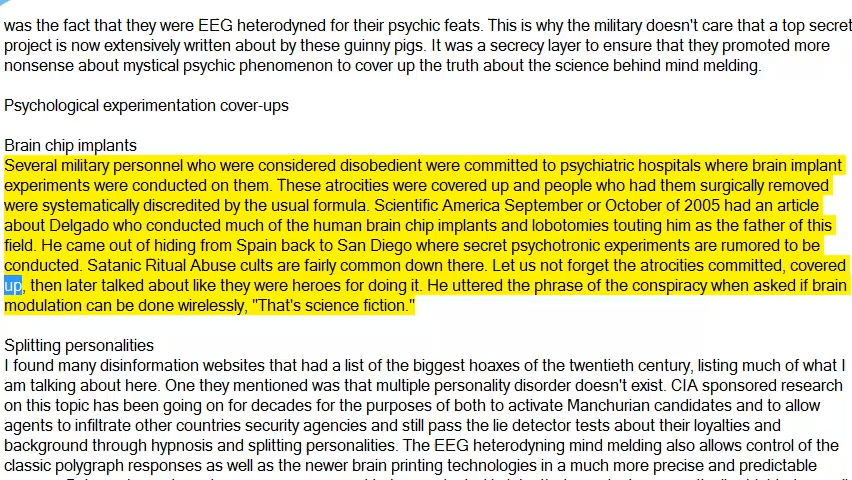 was the fact that they were EEG heterodyned for their psychic feats. This is why the military doesn't care that a top secret
project is now extensively written about by these guinny pigs. It was a secrecy layer to ensure that they promoted more
nonsense about mystical psychic phenomenon to cover up the truth about the science behind mind melding.
Psychological experimentation cover-ups
Brain chip implants
Several military personnel who were considered disobedient were committed to psychiatric hospitals where brain implant
experiments were conducted on them. These atrocities were covered up and people who had them surgically removed
were systematically discredited by the usual formula. Scientific America September or October of 2005 had an article
about Delgado who conducted much of the human brain chip implants and lobotomies touting him as the father of this
field. He came out of hiding from Spain back to San Diego where secret psychotronic experiments are rumored to be
conducted. Satanic Ritual Abuse cults are fairly common down there. Let us not forget the atrocities committed, covered
up, then later talked about like they were heroes for doing it. He uttered the phrase of the conspiracy when asked if brain
modulation can be done wirelessly, "That's science fiction."
Splitting personalities
I found many disinformation websites that had a list of the biggest hoaxes of the twentieth century, listing much of what I
am talking about here. One they mentioned was that multiple personality disorder doesn't exist. CIA sponsored research
on this topic has been going on for decades for the purposes of both to activate Manchurian candidates and to allow
agents to infiltrate other countries security agencies and still pass the lie detector tests about their loyalties and
background through hypnosis and splitting personalities. The EEG heterodyning mind melding also allows control of the
classic polygraph responses as well as the newer brain printing technologies in a much more precise and predictable